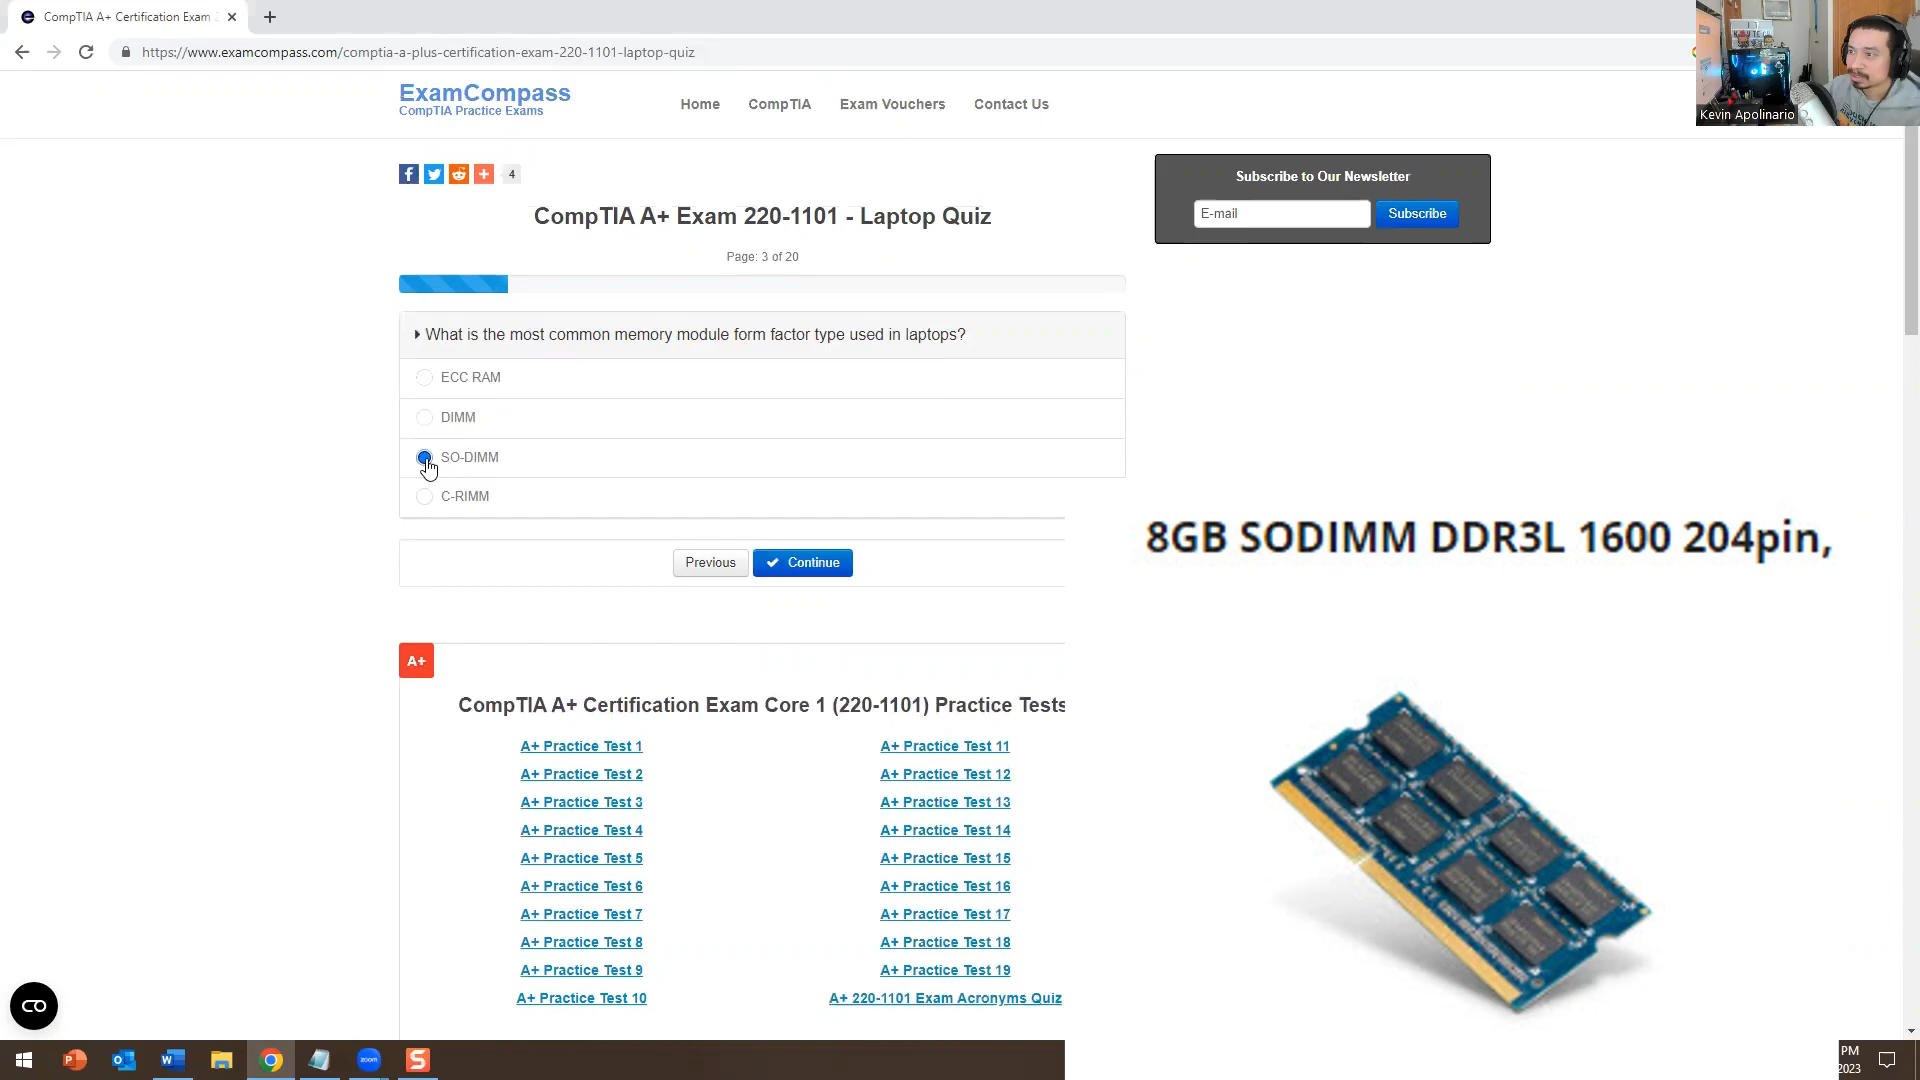 CompTIA A+ Certification Exam 2
https://www.examcompass.com/comptia-a-plus-certification-exam-220-1101-laptop-quiz
Kevin Apolinario
ExamCompass
CompTIA Practice Exams
Home
CompTIA
Exam Vouchers
Contact Us
4
Subscribe to Our Newsletter
E-mail
Subscribe
CompTIA A+ Exam 220-1101 - Laptop Quiz
Page: 3 of 20
What is the most common memory module form factor type used in laptops?
ECC RAM
DIMM
SO-DIMM
C-RIMM
Previous
Continue
8GB SODIMM DDR3L 1600 204pin,
A+
CompTIA A+ Certification Exam Core 1 (220-1101) Practice Tests
A+ Practice Test 1
A+ Practice Test 2
A+ Practice Test 3
A+ Practice Test 4
A+ Practice Test 5
A+ Practice Test 6
A+ Practice Test 7
A+ Practice Test 8
A+ Practice Test 9
A+ Practice Test 10
A+ Practice Test 11
A+ Practice Test 12
A+ Practice Test 13
A+ Practice Test 14
A+ Practice Test 15
A+ Practice Test 16
A+ Practice Test 17
A+ Practice Test 18
A+ Practice Test 19
A+ 220-1101 Exam Acronyms Quiz
zoom
PM
2023